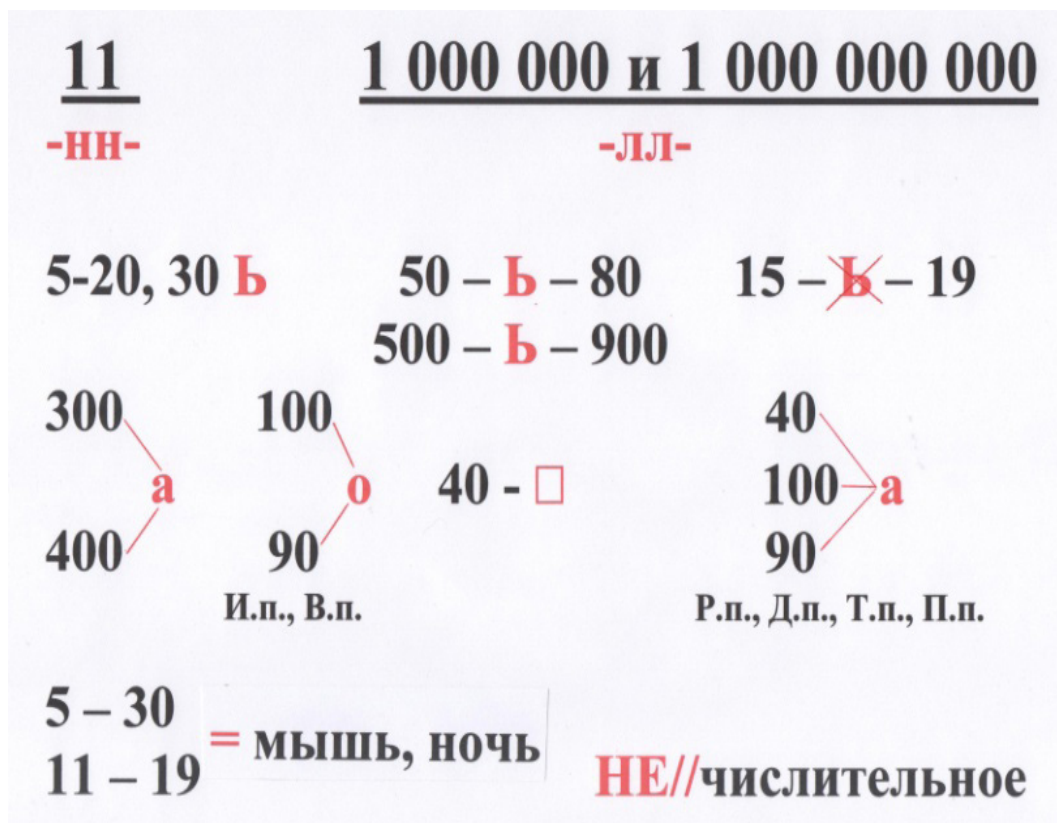 11 1 000 000 и 1 000 000 000
-нн- -лл-
5-20, 30 Ь 50 – Ь – 80 15 – Ь – 19
500 – Ь – 900
300 100 40
а о 40 - □ 100 а
400 90 90
И.п., В.п. Р.п., Д.п., Т.п., П.п.
5 – 30
= мышь, ночь
11 – 19 НЕ//числительное